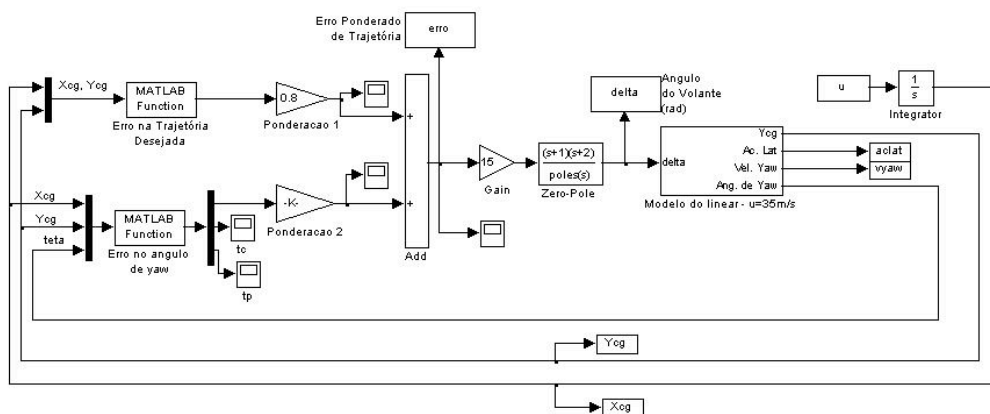 Erro Ponderado
de Trajetória
erro
Xcg, Ycg
MATLAB
Function
Erro na Trajetória
Desejada
0.8
Ponderacao 1
+
+
Add
15
Gain
(s+1)(s+2)
poles(s)
Zero-Pole
delta
Angulo
do Volante
(rad)
u
1
s
Integrator
delta
Ycg
Ac. Lat
Vel. Yaw
Ang. de Yaw
Modelo do linear - u=35m/s
aclat
vyaw
Xcg
Ycg
teta
MATLAB
Function
Erro no angulo
de yaw
-K-
Ponderacao 2
tc
tp
Ycg
Xcg